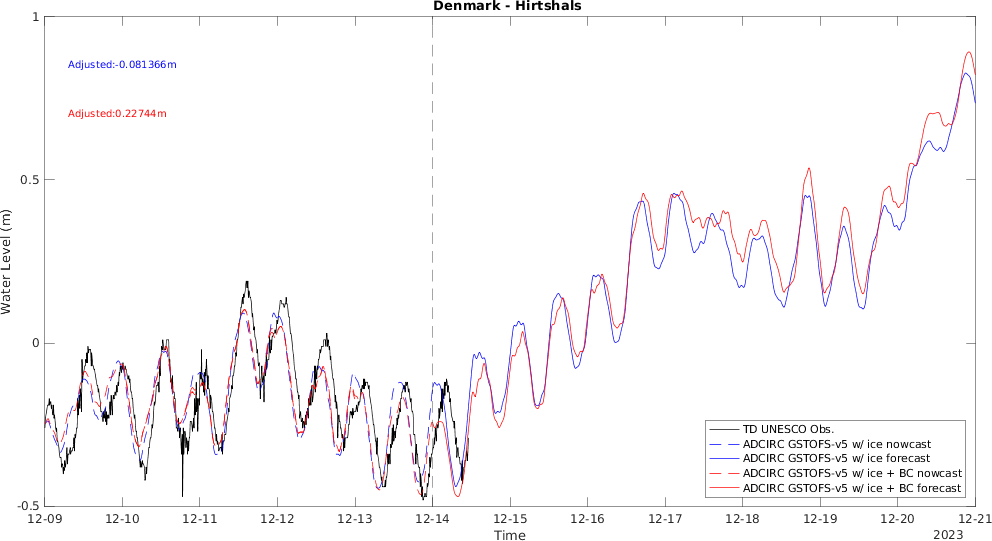 Denmark - Hirtshals
Adjusted:-0.081366m
Adjusted:0.22744m
Water Level (m)
1
0.5
0
-0.5
TD UNESCO Obs.
ADCIRC GSTOFS-v5 w/ ice nowcast
ADCIRC GSTOFS-v5 w/ ice forecast
ADCIRC GSTOFS-v5 w/ ice + BC nowcast
ADCIRC GSTOFS-v5 w/ ice + BC forecast
12-09 12-10 12-11 12-12 12-13 12-14 12-15 12-16 12-17 12-18 12-19 12-20 12-21
Time
2023